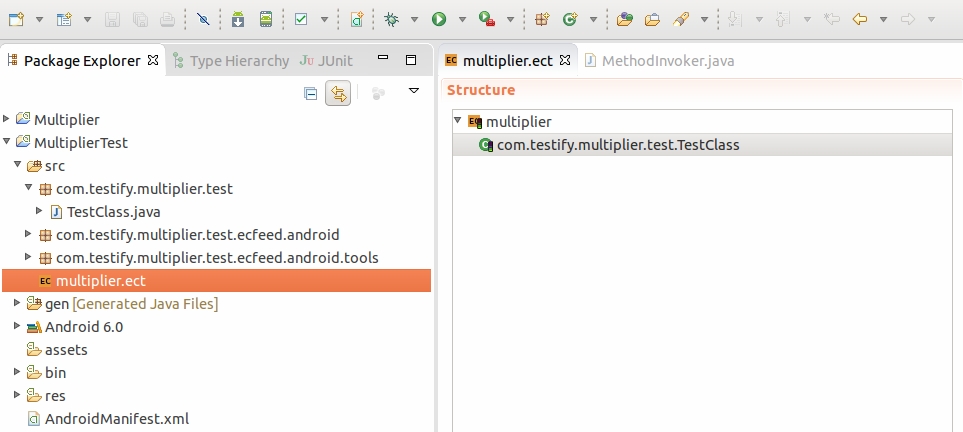 Package Explorer
Type Hierarchy
JUnit
Multiplier
MultiplierTest
src
com.testify.multiplier.test
TestClass.java
com.testify.multiplier.test.ecfeed.android
com.testify.multiplier.test.ecfeed.android.tools
EC multiplier.ect
gen [Generated Java Files]
Android 6.0
assets
bin
res
AndroidManifest.xml
EC multiplier.ect
MethodInvoker.java
Structure
multiplier
com.testify.multiplier.test.TestClass